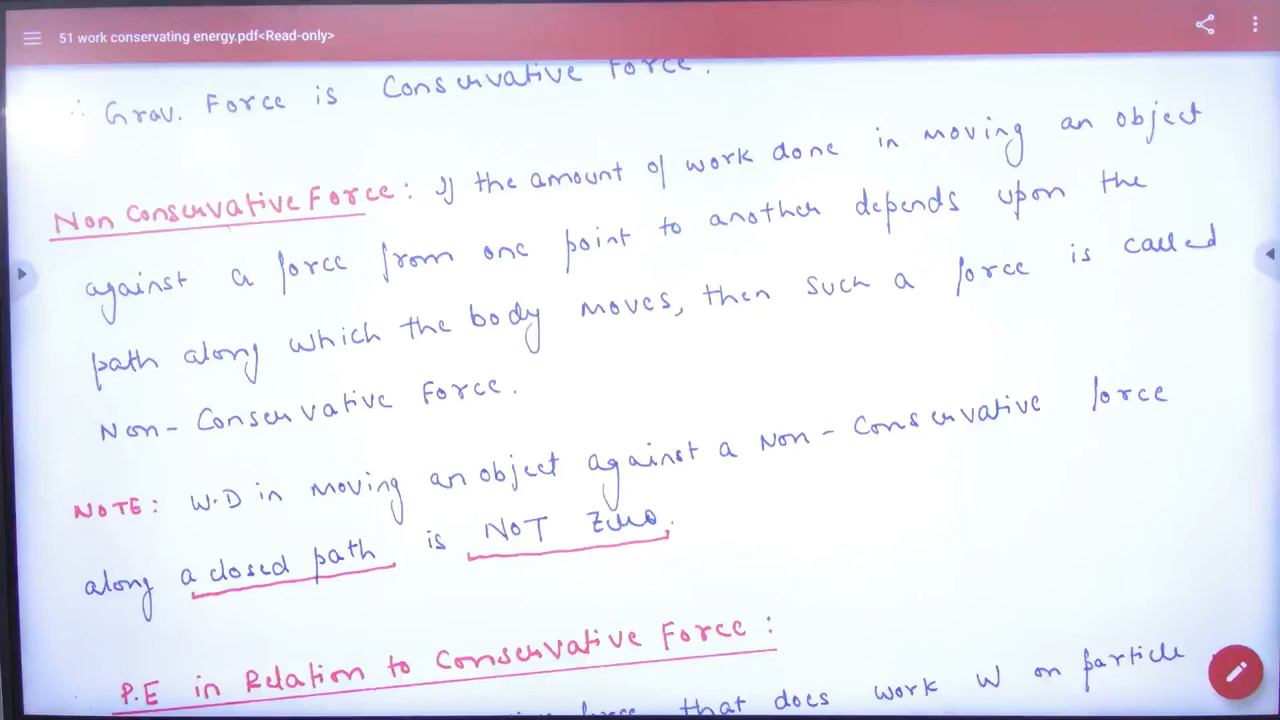 51 work conservating energy.pdf<Read-only>
∴ Grav. Force is Conservative Force.
Non Conservative Force: If the amount of work done in moving an object
against a force from one point to another depends upon the
path along which the body moves, then such a force is called
Non-Conservative Force.
NOTE: W.D in moving an object against a Non-Conservative force
along a closed path is NOT Zero.
P.E in Relation to Conservative Force:
force that does work W on particle